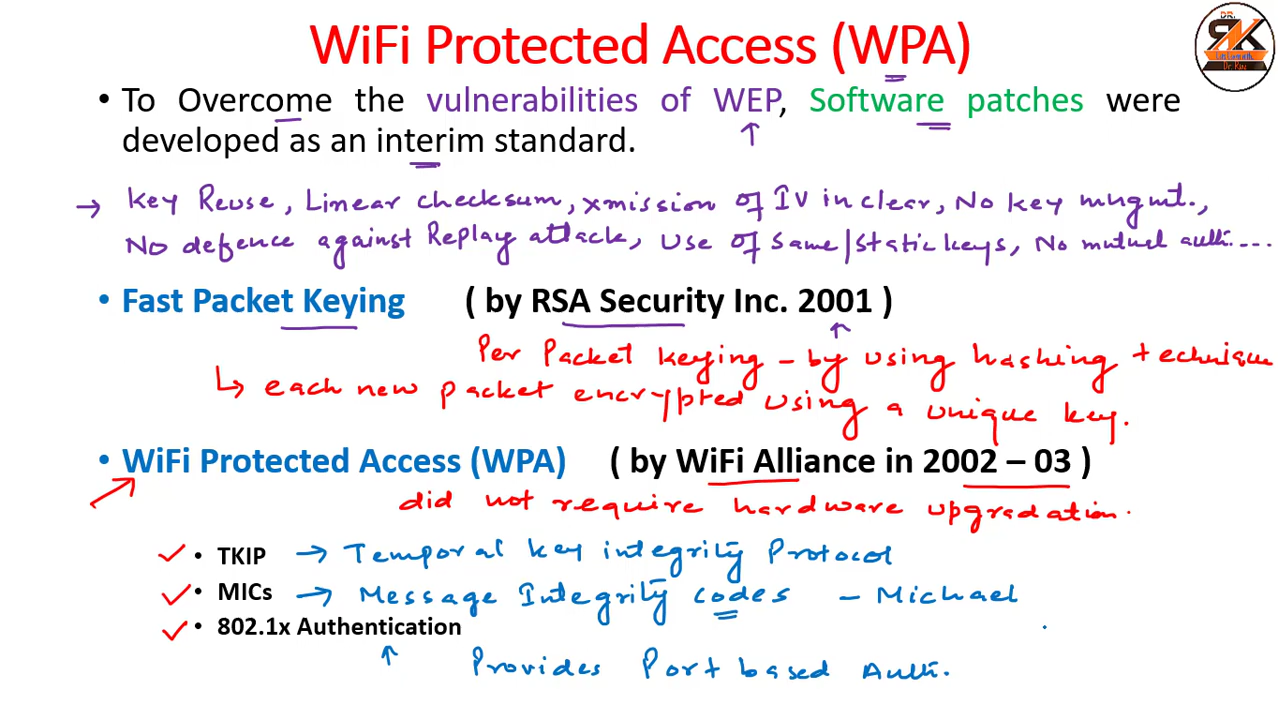 WiFi Protected Access (WPA)
DR.
RK
• To Overcome the vulnerabilities of WEP, Software patches were
developed as an interim standard.
→ Key Reuse, Linear checksum, xmission of IV in clear, No key mngmt.,
No defence against Replay attack, Use of Same/static keys, No mutual auth....
• Fast Packet Keying ( by RSA Security Inc. 2001 )
Per Packet keying - by using hashing technique
↳ each new packet encrypted using a unique key.
• WiFi Protected Access (WPA) ( by WiFi Alliance in 2002 – 03 )
did not require hardware upgradation.
• TKIP → Temporal key integrity Protocol
• MICs → Message Integrity codes - Michael
• 802.1x Authentication
Provides Port based Auth.